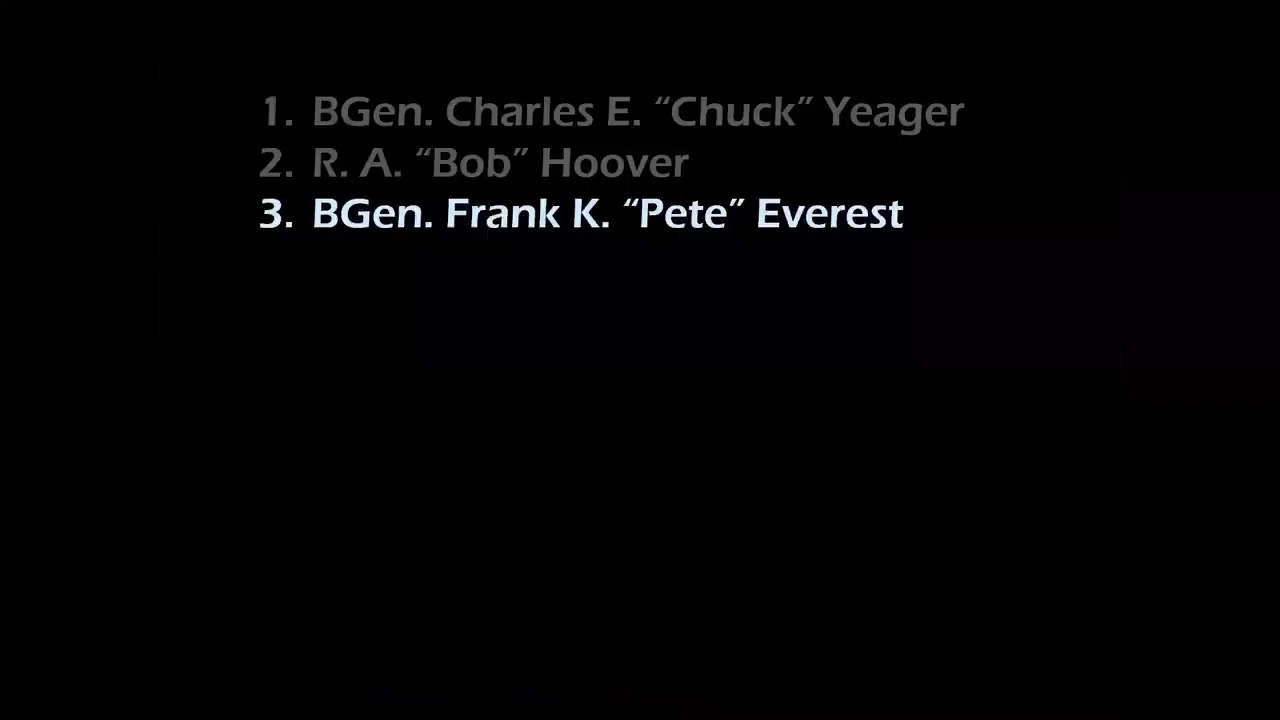 1. BGen. Charles E. “Chuck” Yeager
2. R. A. “Bob” Hoover
3. BGen. Frank K. “Pete” Everest